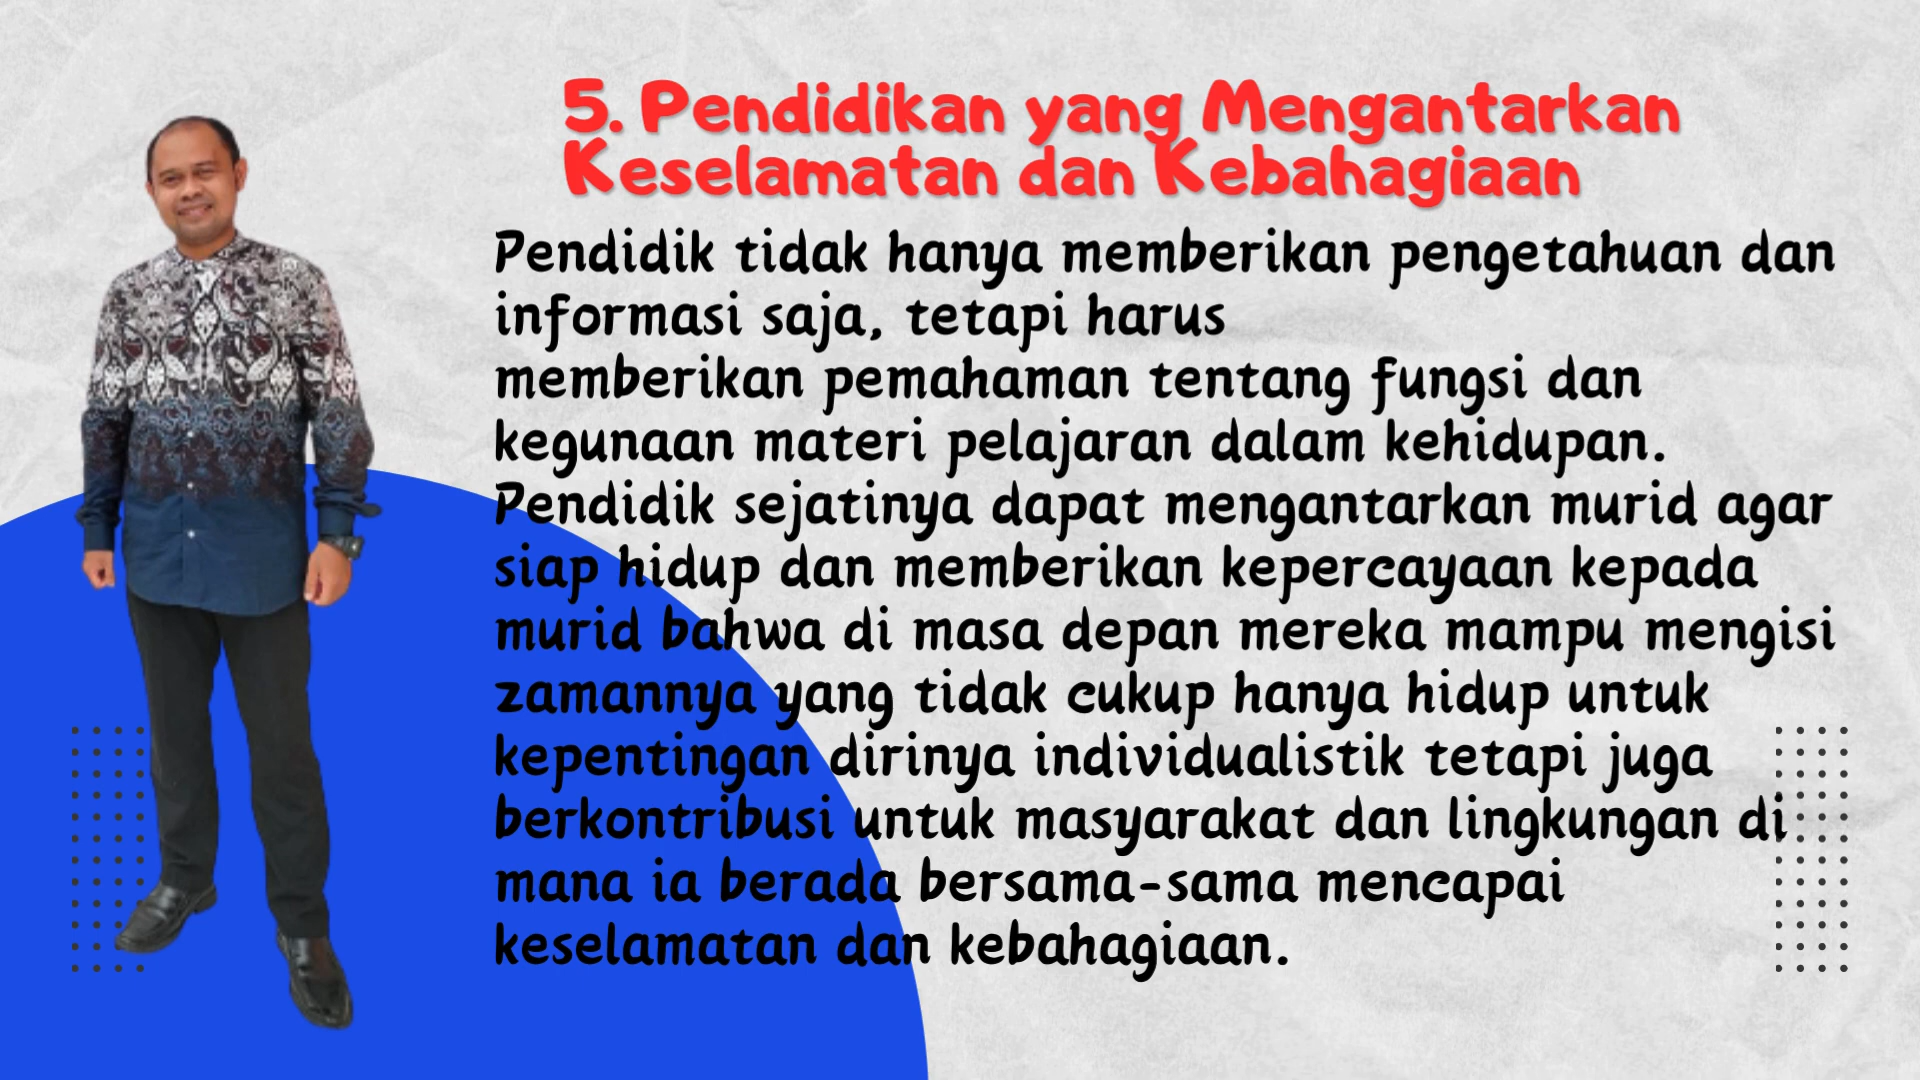 5. Pendidikan yang Mengantarkan
Keselamatan dan Kebahagiaan
Pendidik tidak hanya memberikan pengetahuan dan
informasi saja, tetapi harus
memberikan pemahaman tentang fungsi dan
kegunaan materi pelajaran dalam kehidupan.
Pendidik sejatinya dapat mengantarkan murid agar
siap hidup dan memberikan kepercayaan kepada
murid bahwa di masa depan mereka mampu mengisi
zamannya yang tidak cukup hanya hidup untuk
kepentingan dirinya individualistik tetapi juga
berkontribusi untuk masyarakat dan lingkungan di
mana ia berada bersama-sama mencapai
keselamatan dan kebahagiaan.